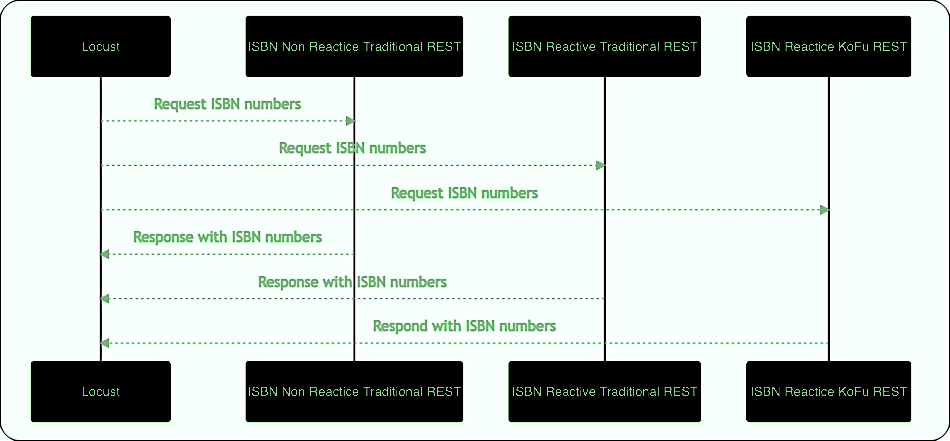 Locust
ISBN Non Reactice Traditional REST
ISBN Reactive Traditional REST
ISBN Reactice KoFu REST
Request ISBN numbers
Request ISBN numbers
Request ISBN numbers
Response with ISBN numbers
Response with ISBN numbers
Respond with ISBN numbers
Locust
ISBN Non Reactice Traditional REST
ISBN Reactive Traditional REST
ISBN Reactice KoFu REST